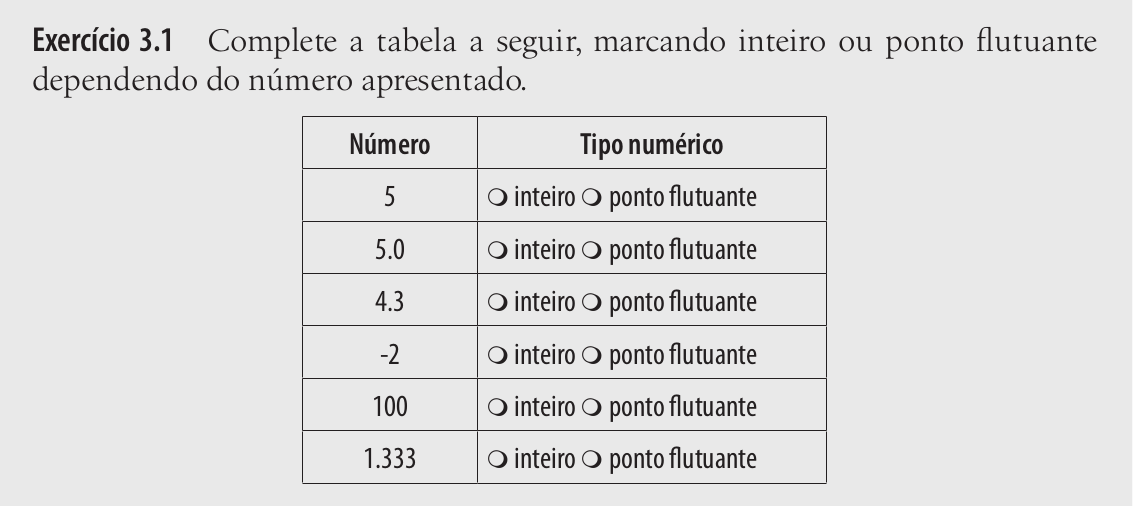 Exercício 3.1 Complete a tabela a seguir, marcando inteiro ou ponto flutuante
dependendo do número apresentado.
Número Tipo numérico
5 ❍ inteiro ❍ ponto flutuante
5.0 ❍ inteiro ❍ ponto flutuante
4.3 ❍ inteiro ❍ ponto flutuante
-2 ❍ inteiro ❍ ponto flutuante
100 ❍ inteiro ❍ ponto flutuante
1.333 ❍ inteiro ❍ ponto flutuante